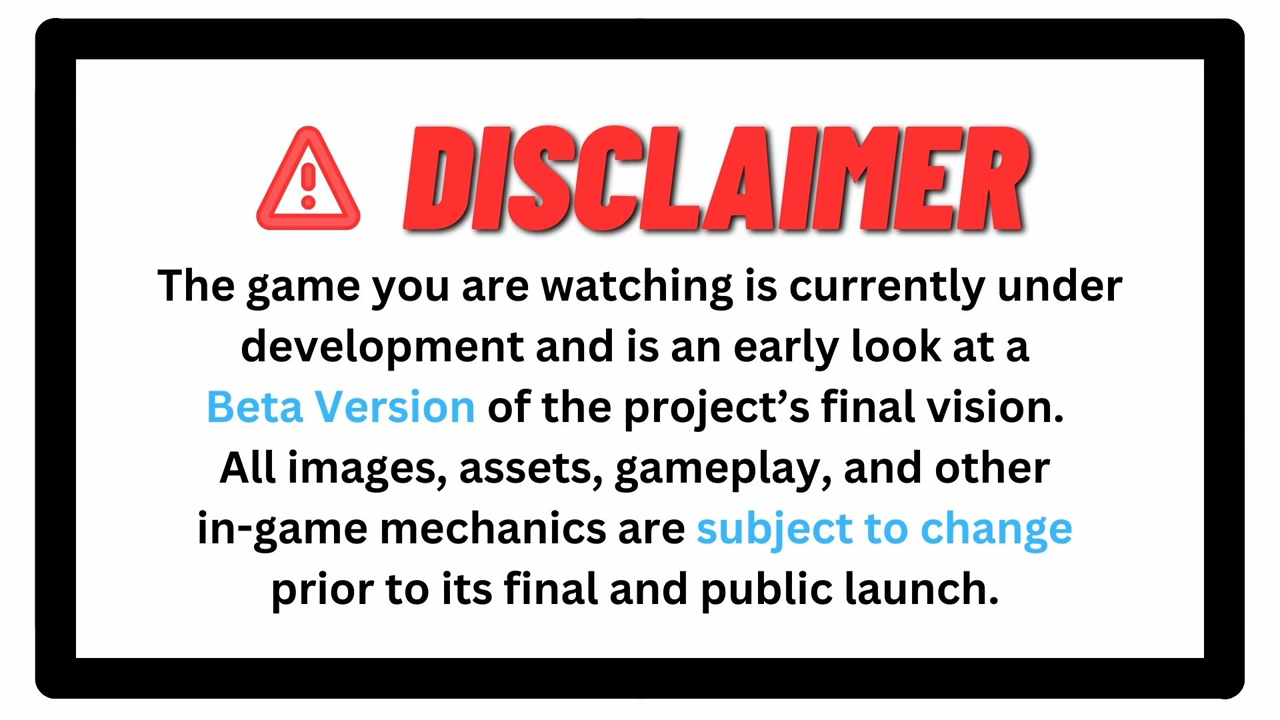 DISCLAIMER
The game you are watching is currently under
development and is an early look at a
Beta Version of the project’s final vision.
All images, assets, gameplay, and other
in-game mechanics are subject to change
prior to its final and public launch.